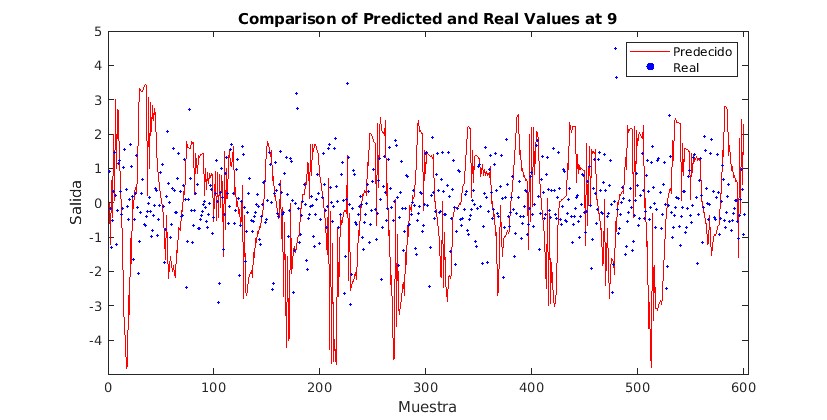 Comparison of Predicted and Real Values at 9
5
4
3
2
1
0
-1
-2
-3
-4
Salida
Predecido
Real
0 100 200 300 400 500 600
Muestra